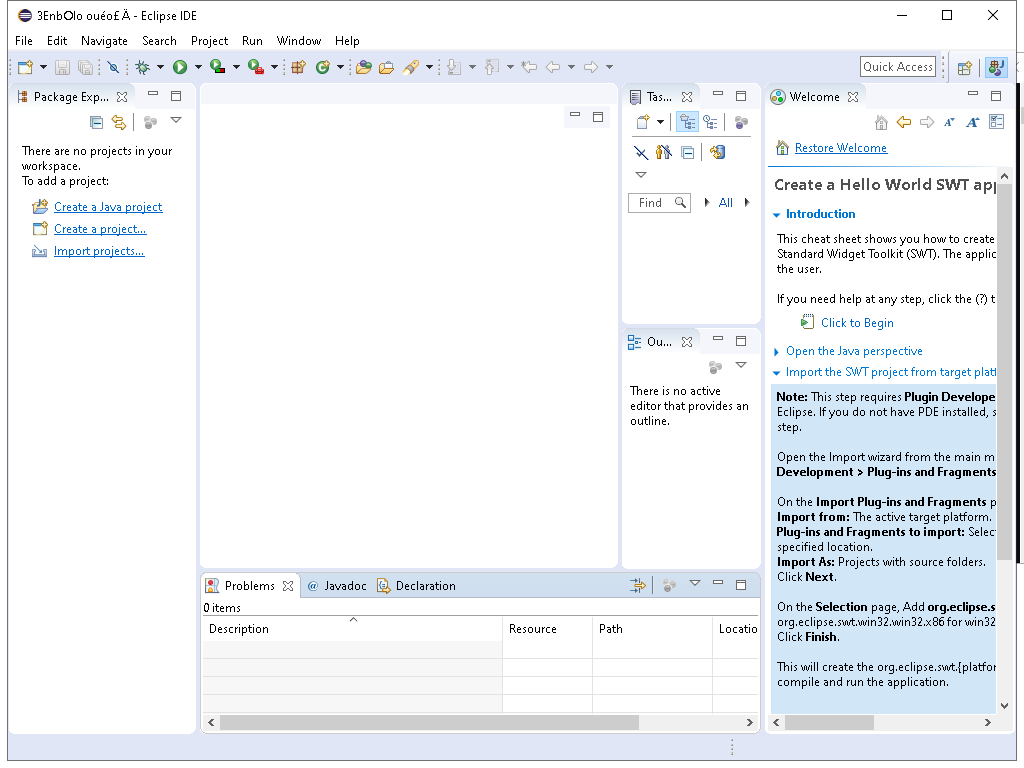 3EnbOlo ouéo£Ä - Eclipse IDE
File Edit Navigate Search Project Run Window Help
Quick Access
Package Exp...
There are no projects in your
workspace.
To add a project:
Create a Java project
Create a project...
Import projects...
Tas...
Find
All
Ou...
There is no active
editor that provides an
outline.
Welcome
Restore Welcome
Create a Hello World SWT app
Introduction
This cheat sheet shows you how to create
Standard Widget Toolkit (SWT). The applic
the user.
If you need help at any step, click the (?) t
Click to Begin
Open the Java perspective
Import the SWT project from target platf
Note: This step requires Plugin Develope
Eclipse. If you do not have PDE installed, s
step.
Open the Import wizard from the main m
Development > Plug-ins and Fragments
On the Import Plug-ins and Fragments p
Import from: The active target platform.
Plug-ins and Fragments to import: Selec
specified location.
Import As: Projects with source folders.
Click Next.
On the Selection page, Add org.eclipse.s
org.eclipse.swt.win32.win32.x86 for win32
Click Finish.
This will create the org.eclipse.swt.{platfor
compile and run the application.
Problems @ Javadoc Declaration
0 items
Description Resource Path Locatio